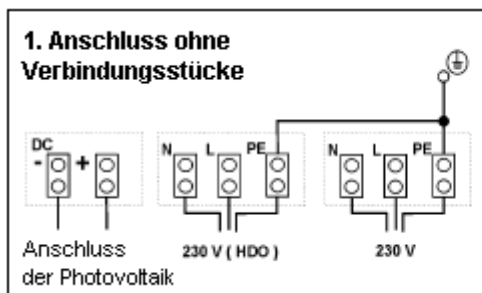 1. Anschluss ohne
Verbindungsstücke
DC
- +
N L PE
N L PE
Anschluss
der Photovoltaik
230 V ( HDO )
230 V